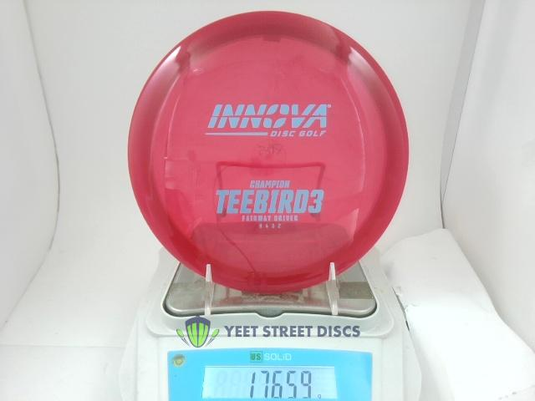 INNOVA
DISC GOLF
CHAMPION
TEEBIRD3
FAIRWAY DRIVER
YEET STREET DISCS
US SOLID
176.59 g